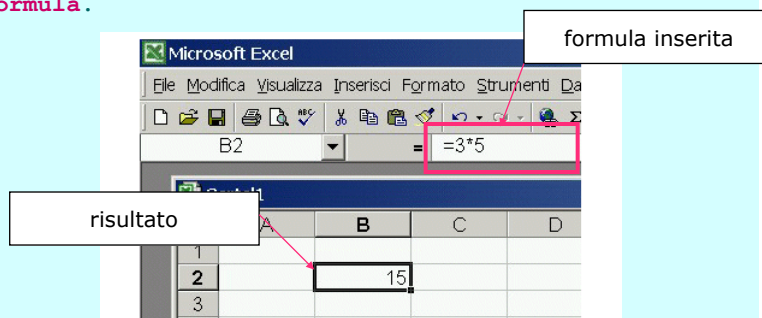 ormula.
formula inserita
Microsoft Excel
File Modifica Visualizza Inserisci Formato Strumenti Da
B2 = =3*5
risultato
A B C D
1
2 15
3